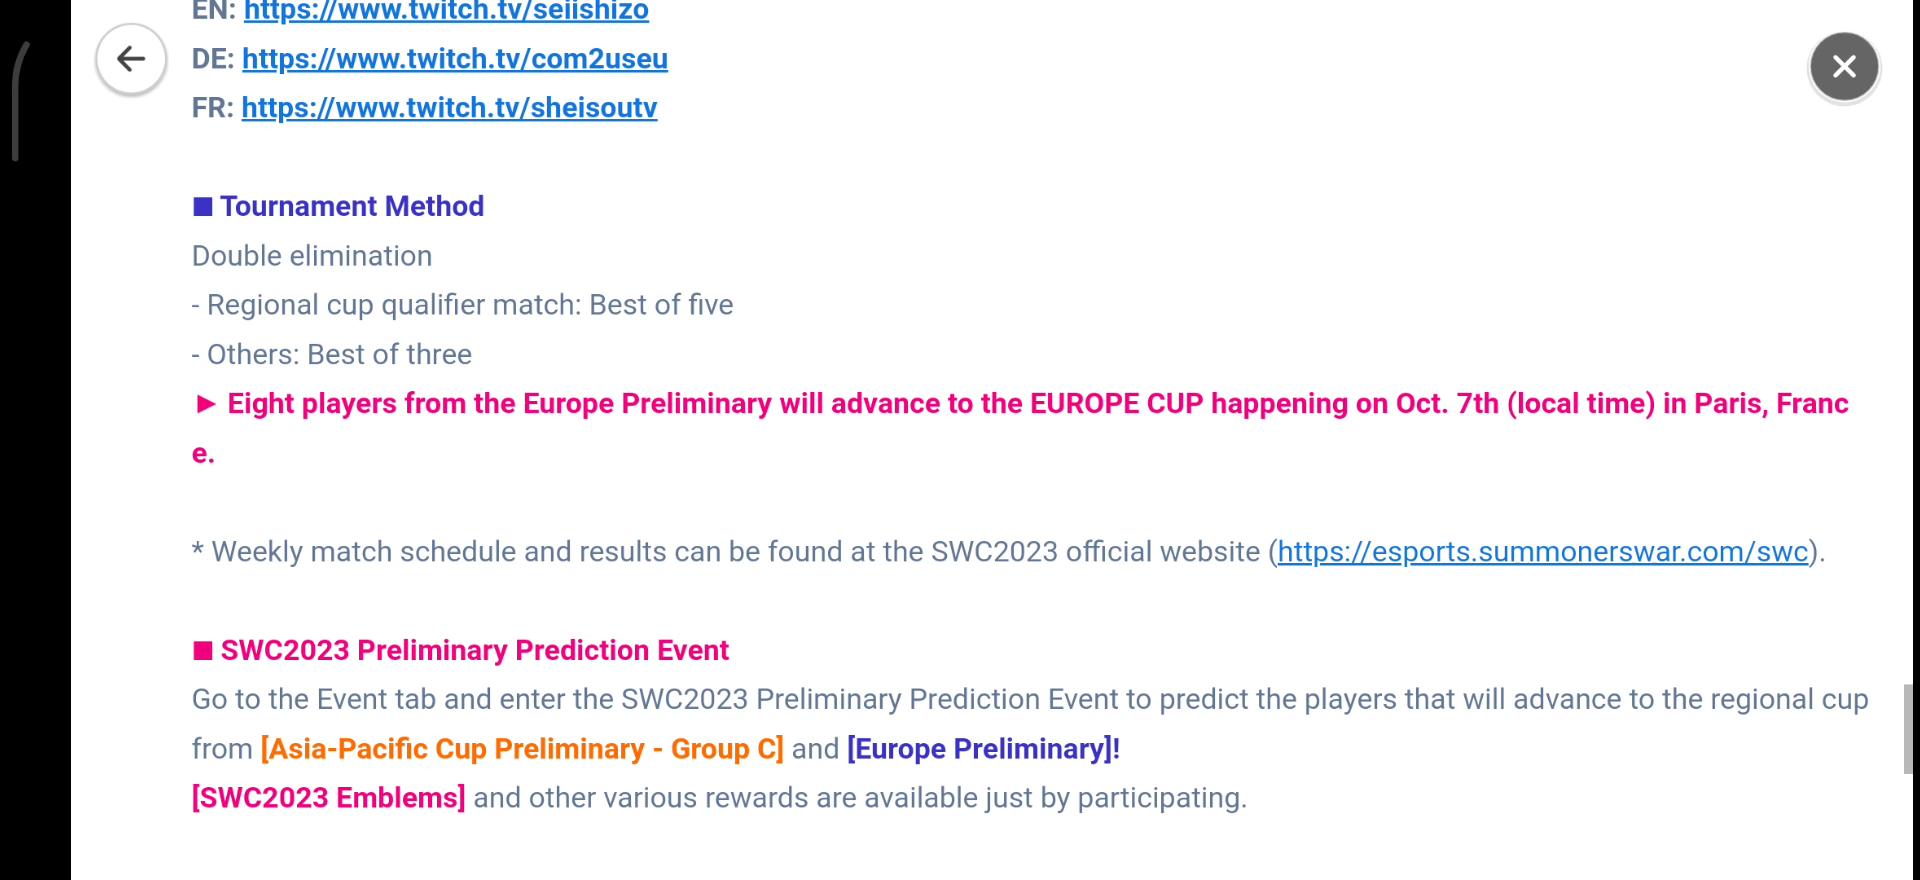 EN: https://www.twitch.tv/seiishizo
DE: https://www.twitch.tv/com2useu
FR: https://www.twitch.tv/sheisoutv
■ Tournament Method
Double elimination
- Regional cup qualifier match: Best of five
- Others: Best of three
► Eight players from the Europe Preliminary will advance to the EUROPE CUP happening on Oct. 7th (local time) in Paris, Franc
e.
* Weekly match schedule and results can be found at the SWC2023 official website (https://esports.summonerswar.com/swc).
■ SWC2023 Preliminary Prediction Event
Go to the Event tab and enter the SWC2023 Preliminary Prediction Event to predict the players that will advance to the regional cup
from [Asia-Pacific Cup Preliminary - Group C] and [Europe Preliminary]!
[SWC2023 Emblems] and other various rewards are available just by participating.